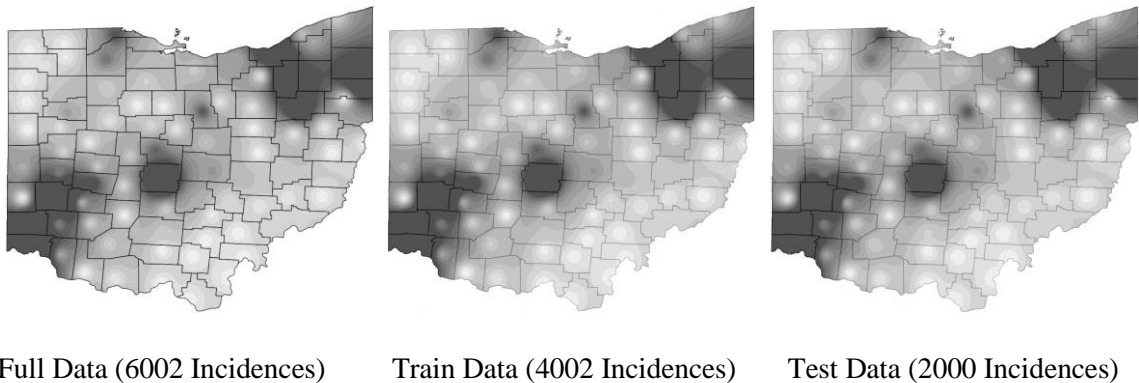 Full Data (6002 Incidences) Train Data (4002 Incidences) Test Data (2000 Incidences)